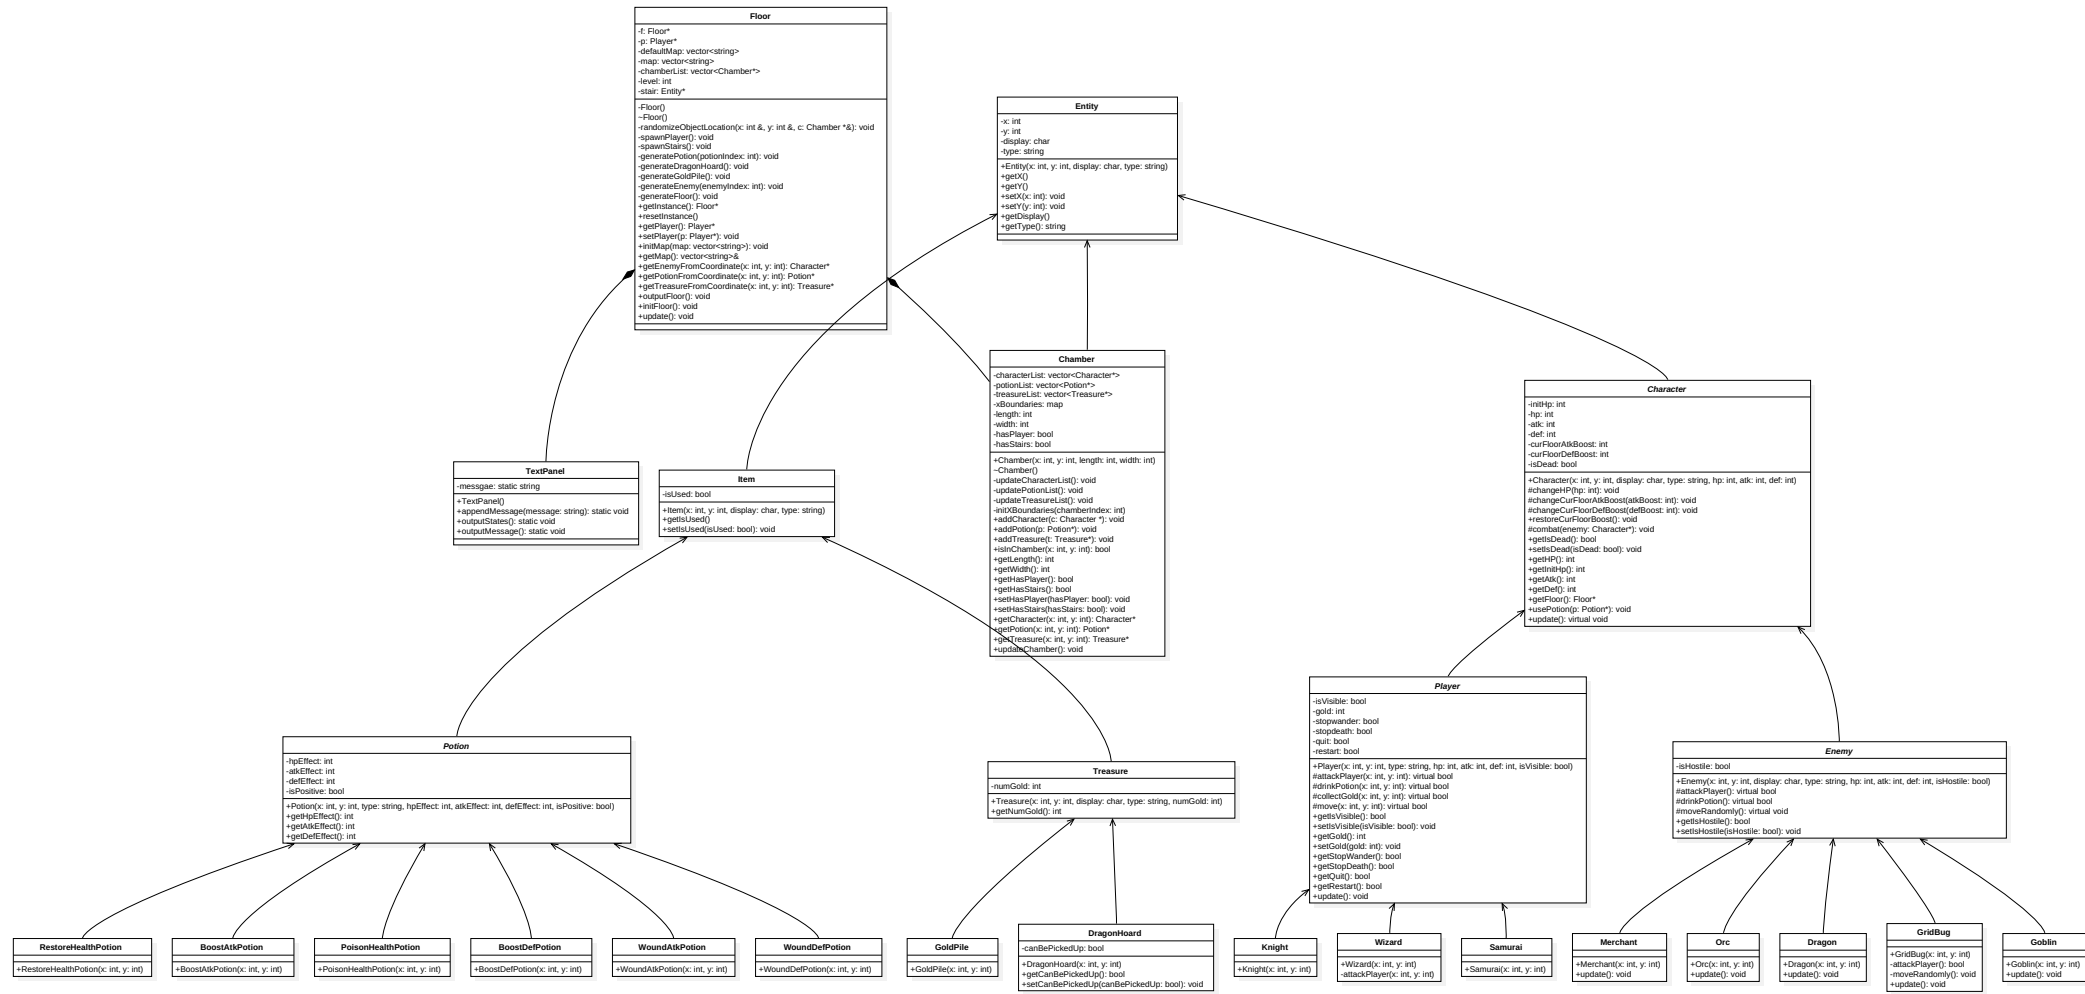 Floor
-f: Floor*
-p: Player*
-defaultMap: vector<string>
-map: vector<string>
-chamberList: vector<Chamber*>
-level: int
-stair: Entity*
-Floor()
~Floor()
-randomizeObjectLocation(x: int &, y: int &, c: Chamber *&): void
-spawnPlayer(): void
-spawnStairs(): void
-generatePotion(potionIndex: int): void
-generateDragonHoard(): void
-generateGoldPile(): void
-generateEnemy(enemyIndex: int): void
-generateFloor(): void
+getInstance(): Floor*
+resetInstance()
+getPlayer(): Player*
+setPlayer(p: Player*): void
+initMap(map: vector<string>): void
+getMap(): vector<string>&
+getEnemyFromCoordinate(x: int, y: int): Character*
+getPotionFromCoordinate(x: int, y: int): Potion*
+getTreasureFromCoordinate(x: int, y: int): Treasure*
+outputFloor(): void
+initFloor(): void
+update(): void
Entity
-x: int
-y: int
-display: char
-type: string
+Entity(x: int, y: int, display: char, type: string)
+getX()
+getY()
+setX(x: int): void
+setY(y: int): void
+getDisplay()
+getType(): string
Chamber
-characterList: vector<Character*>
-potionList: vector<Potion*>
-treasureList: vector<Treasure*>
-xBoundaries: map
-length: int
-width: int
-hasPlayer: bool
-hasStairs: bool
+Chamber(x: int, y: int, length: int, width: int)
~Chamber()
-updateCharacterList(): void
-updatePotionList(): void
-updateTreasureList(): void
-initXBoundaries(chamberIndex: int)
+addCharacter(c: Character *): void
+addPotion(p: Potion*): void
+addTreasure(t: Treasure*): void
+isInChamber(x: int, y: int): bool
+getLength(): int
+getWidth(): int
+getHasPlayer(): bool
+getHasStairs(): bool
+setHasPlayer(hasPlayer: bool): void
+setHasStairs(hasStairs: bool): void
+getCharacter(x: int, y: int): Character*
+getPotion(x: int, y: int): Potion*
+getTreasure(x: int, y: int): Treasure*
+updateChamber(): void
Character
-initHp: int
-hp: int
-atk: int
-def: int
-curFloorAtkBoost: int
-curFloorDefBoost: int
-isDead: bool
+Character(x: int, y: int, display: char, type: string, hp: int, atk: int, def: int)
#changeHP(hp: int): void
#changeCurFloorAtkBoost(atkBoost: int): void
#changeCurFloorDefBoost(defBoost: int): void
+restoreCurFloorBoost(): void
#combat(enemy: Character*): void
+getIsDead(): bool
+setIsDead(isDead: bool): void
+getHP(): int
+getInitHp(): int
+getAtk(): int
+getDef(): int
+getFloor(): Floor*
+usePotion(p: Potion*): void
+update(): virtual void
TextPanel
-messgae: static string
+TextPanel()
+appendMessage(message: string): static void
+outputStates(): static void
+outputMessage(): static void
Item
-isUsed: bool
+Item(x: int, y: int, display: char, type: string)
+getIsUsed()
+setIsUsed(isUsed: bool): void
Potion
-hpEffect: int
-atkEffect: int
-defEffect: int
-isPositive: bool
+Potion(x: int, y: int, type: string, hpEffect: int, atkEffect: int, defEffect: int, isPositive: bool)
+getHpEffect(): int
+getAtkEffect(): int
+getDefEffect(): int
Treasure
-numGold: int
+Treasure(x: int, y: int, display: char, type: string, numGold: int)
+getNumGold(): int
Player
-isVisible: bool
-gold: int
-stopwander: bool
-stopdeath: bool
-quit: bool
-restart: bool
+Player(x: int, y: int, type: string, hp: int, atk: int, def: int, isVisible: bool)
#attackPlayer(x: int, y: int): virtual bool
#drinkPotion(x: int, y: int): virtual bool
#collectGold(x: int, y: int): virtual bool
#move(x: int, y: int): virtual bool
+getIsVisible(): bool
+setIsVisible(isVisible: bool): void
+getGold(): int
+setGold(gold: int): void
+getStopWander(): bool
+getStopDeath(): bool
+getQuit(): bool
+getRestart(): bool
+update(): void
Enemy
-isHostile: bool
+Enemy(x: int, y: int, display: char, type: string, hp: int, atk: int, def: int, isHostile: bool)
#attackPlayer(): virtual bool
#drinkPotion(): virtual bool
#moveRandomly(): virtual void
+getIsHostile(): bool
+setIsHostile(isHostile: bool): void
RestoreHealthPotion
+RestoreHealthPotion(x: int, y: int)
BoostAtkPotion
+BoostAtkPotion(x: int, y: int)
PoisonHealthPotion
+PoisonHealthPotion(x: int, y: int)
BoostDefPotion
+BoostDefPotion(x: int, y: int)
WoundAtkPotion
+WoundAtkPotion(x: int, y: int)
WoundDefPotion
+WoundDefPotion(x: int, y: int)
GoldPile
+GoldPile(x: int, y: int)
DragonHoard
-canBePickedUp: bool
+DragonHoard(x: int, y: int)
+getCanBePickedUp(): bool
+setCanBePickedUp(canBePickedUp: bool): void
Knight
+Knight(x: int, y: int)
Wizard
+Wizard(x: int, y: int)
-attackPlayer(x: int, y: int)
Samurai
+Samurai(x: int, y: int)
Merchant
+Merchant(x: int, y: int)
+update(): void
Orc
+Orc(x: int, y: int)
+update(): void
Dragon
+Dragon(x: int, y: int)
+update(): void
GridBug
+GridBug(x: int, y: int)
-attackPlayer(): bool
-moveRandomly(): void
+update(): void
Goblin
+Goblin(x: int, y: int)
+update(): void